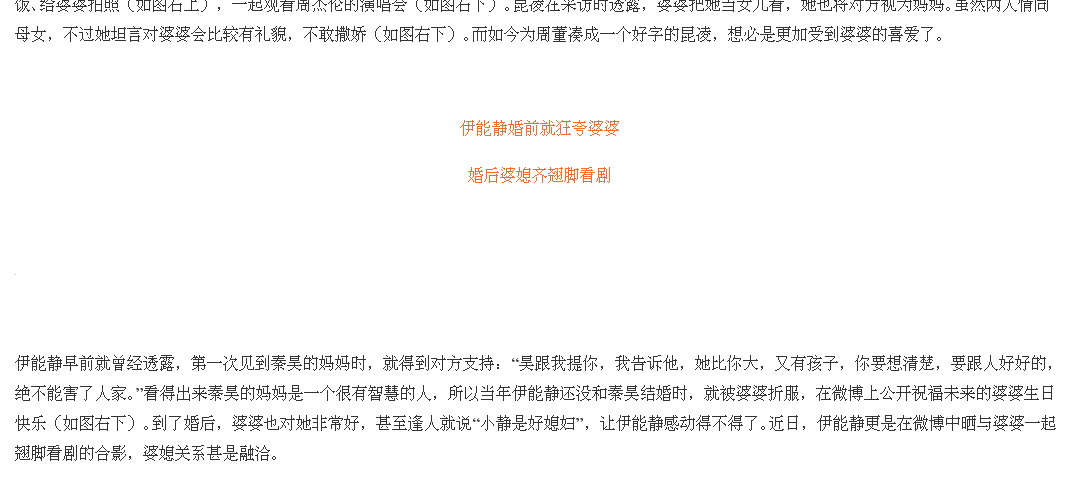 饭、给婆婆拍照（如图右上），一起观看周杰伦的演唱会（如图右下）。昆凌在采访时透露，婆婆把她当女儿看，她也将对方视为妈妈。虽然两人情同
母女，不过她坦言对婆婆会比较有礼貌，不敢撒娇（如图右下）。而如今为周董凑成一个好字的昆凌，想必是更加受到婆婆的喜爱了。
伊能静婚前就狂夸婆婆
婚后婆媳齐翘脚看剧
伊能静早前就曾经透露，第一次见到秦昊的妈妈时，就得到对方支持：“昊跟我提你，我告诉他，她比你大，又有孩子，你要想清楚，要跟人好好的，
绝不能害了人家。”看得出来秦昊的妈妈是一个很有智慧的人，所以当年伊能静还没和秦昊结婚时，就被婆婆折服，在微博上公开祝福未来的婆婆生日
快乐（如图右下）。到了婚后，婆婆也对她非常好，甚至逢人就说“小静是好媳妇”，让伊能静感动得不得了。近日，伊能静更是在微博中晒与婆婆一起
翘脚看剧的合影，婆媳关系甚是融洽。